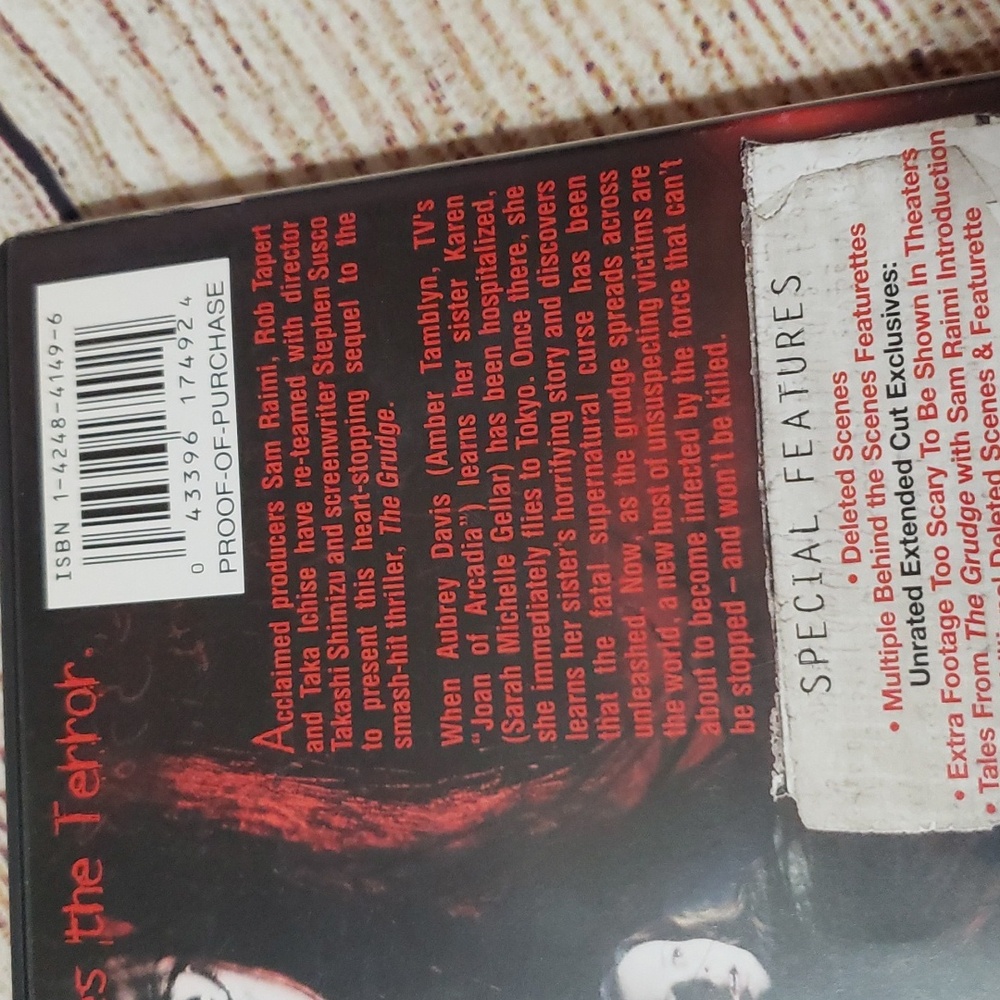 ISBN 1-4248-4149-6
0 43396 17492 4
PROOF-OF-PURCHASE
the Terror.
Acclaimed producers Sam Raimi, Rob Tapert
and Taka Ichise have re-teamed with director
Takashi Shimizu and screenwriter Stephen Susco
to present this heart-stopping sequel to the
smash-hit thriller, The Grudge.
When Aubrey Davis (Amber Tamblyn, TV's
"Joan of Arcadia") learns her sister Karen
(Sarah Michelle Gellar) has been hospitalized,
she immediately flies to Tokyo. Once there, she
learns her sister's horrifying story and discovers
that the fatal supernatural curse has been
unleashed. Now, as the grudge spreads across
the world, a new host of unsuspecting victims are
about to become infected by the force that can't
be stopped – and won't be killed.
SPECIAL FEATURES
• Deleted Scenes
• Multiple Behind the Scenes Featurettes
Unrated Extended Cut Exclusives:
• Extra Footage Too Scary To Be Shown In Theaters
• Tales From The Grudge with Sam Raimi Introduction
Deleted Scenes & Featurette